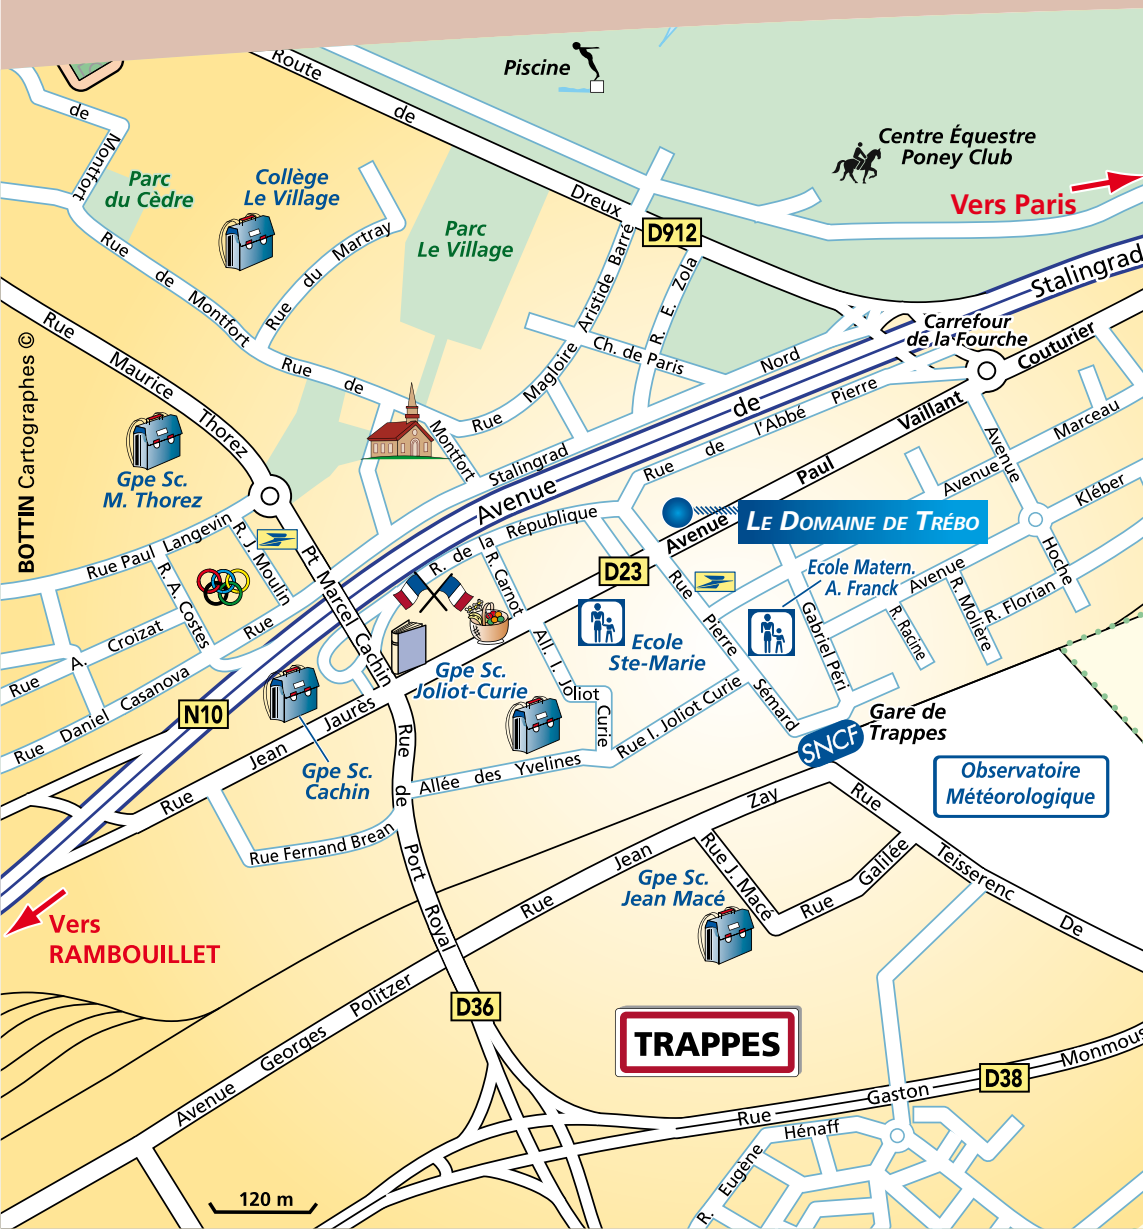 Route
de
Dreux
Piscine
Centre Équestre
Poney Club
Vers Paris
de
Montfort
Parc
du Cèdre
Collège
Le Village
Parc
Le Village
D912
Stalingrad
Rue
de
Montfort
Rue
de
Montfort
Rue du Martray
Aristide Barre
R. E. Zola
Ch. de Paris
Rue Magloire
Nord
Carrefour
de la Fourche
Couturier
Rue
Maurice
Thorez
Stalingrad
Avenue
de
Rue de l'Abbé Pierre
Vaillant
Paul
Avenue
Avenue
Marceau
Avenue
Kléber
Avenue
Hoche
BOTTIN Cartographes ©
Gpe Sc.
M. Thorez
LE DOMAINE DE TRÉBO
Rue Paul Langevin
R. J. Moulin
R. A. Costes
Pt Marcel Cachin
R. de la République
R. Carnot
D23
Rue
Pierre
Sémard
Ecole Matern.
A. Franck
Gabriel Péri
R. Racine
R. Molière
R. Florian
Rue
A.
Croizat
Rue Daniel Casanova
Rue
N10
Gpe Sc.
Joliot-Curie
Ecole
Ste-Marie
All. I.
Joliot
Curie
Rue I. Joliot Curie
Allée des Yvelines
Gare de
Trappes
SNCF
Observatoire
Météorologique
Gpe Sc.
Cachin
Rue
Jean
Jaurès
Rue Fernand Brean
Rue
de
Port
Royal
Vers
RAMBOUILLET
Avenue Georges Politzer
Rue
Jean
Zay
Rue J. Macé
Rue
Galilée
Gpe Sc.
Jean Macé
Rue
Teisserenc
De
D36
TRAPPES
D38
Rue
Gaston
Monmous
Hénaff
R. Eugène
120 m